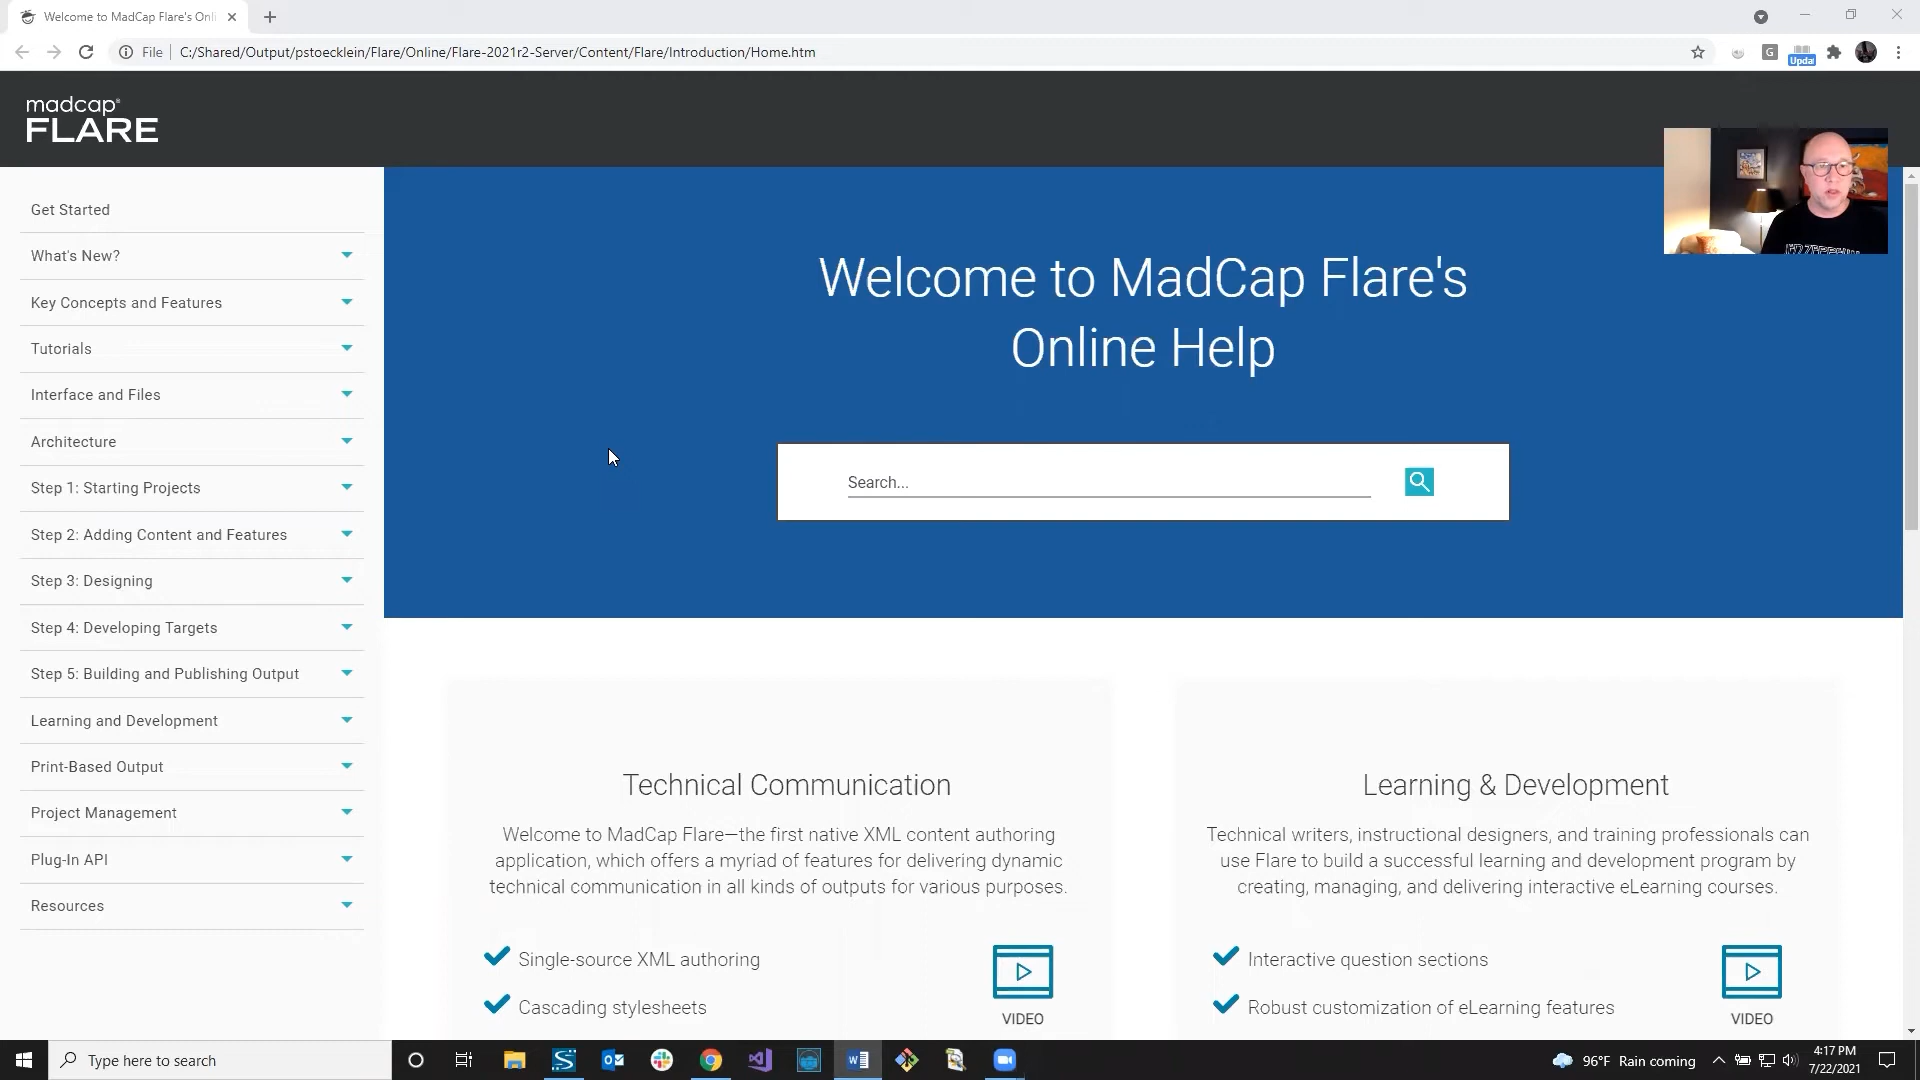 Welcome to MadCap Flare's Onli
File
C:/Shared/Output/pstoecklein/Flare/Online/Flare-2021r2-Server/Content/Flare/Introduction/Home.htm
G
Updat
madcap®
FLARE
Get Started
What's New?
Key Concepts and Features
Tutorials
Interface and Files
Architecture
Step 1: Starting Projects
Step 2: Adding Content and Features
Step 3: Designing
Step 4: Developing Targets
Step 5: Building and Publishing Output
Learning and Development
Print-Based Output
Project Management
Plug-In API
Resources
Welcome to MadCap Flare's
Online Help
Search...
Technical Communication
Welcome to MadCap Flare—the first native XML content authoring
application, which offers a myriad of features for delivering dynamic
technical communication in all kinds of outputs for various purposes.
Single-source XML authoring
Cascading stylesheets
VIDEO
Learning & Development
Technical writers, instructional designers, and training professionals can
use Flare to build a successful learning and development program by
creating, managing, and delivering interactive eLearning courses.
Interactive question sections
Robust customization of eLearning features
VIDEO
Type here to search
96°F Rain coming
4:17 PM
7/22/2021